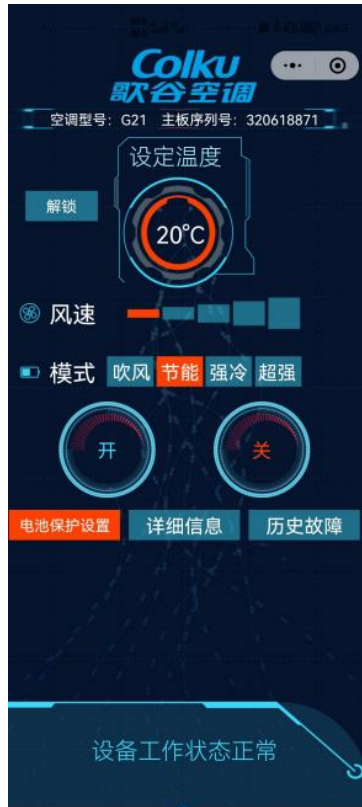 Colku
歌谷空调
空调型号: G21 主板序列号: 320618871
设定温度
解锁
20°C
风速
模式 吹风 节能 强冷 超强
开 关
电池保护设置 详细信息 历史故障
设备工作状态正常